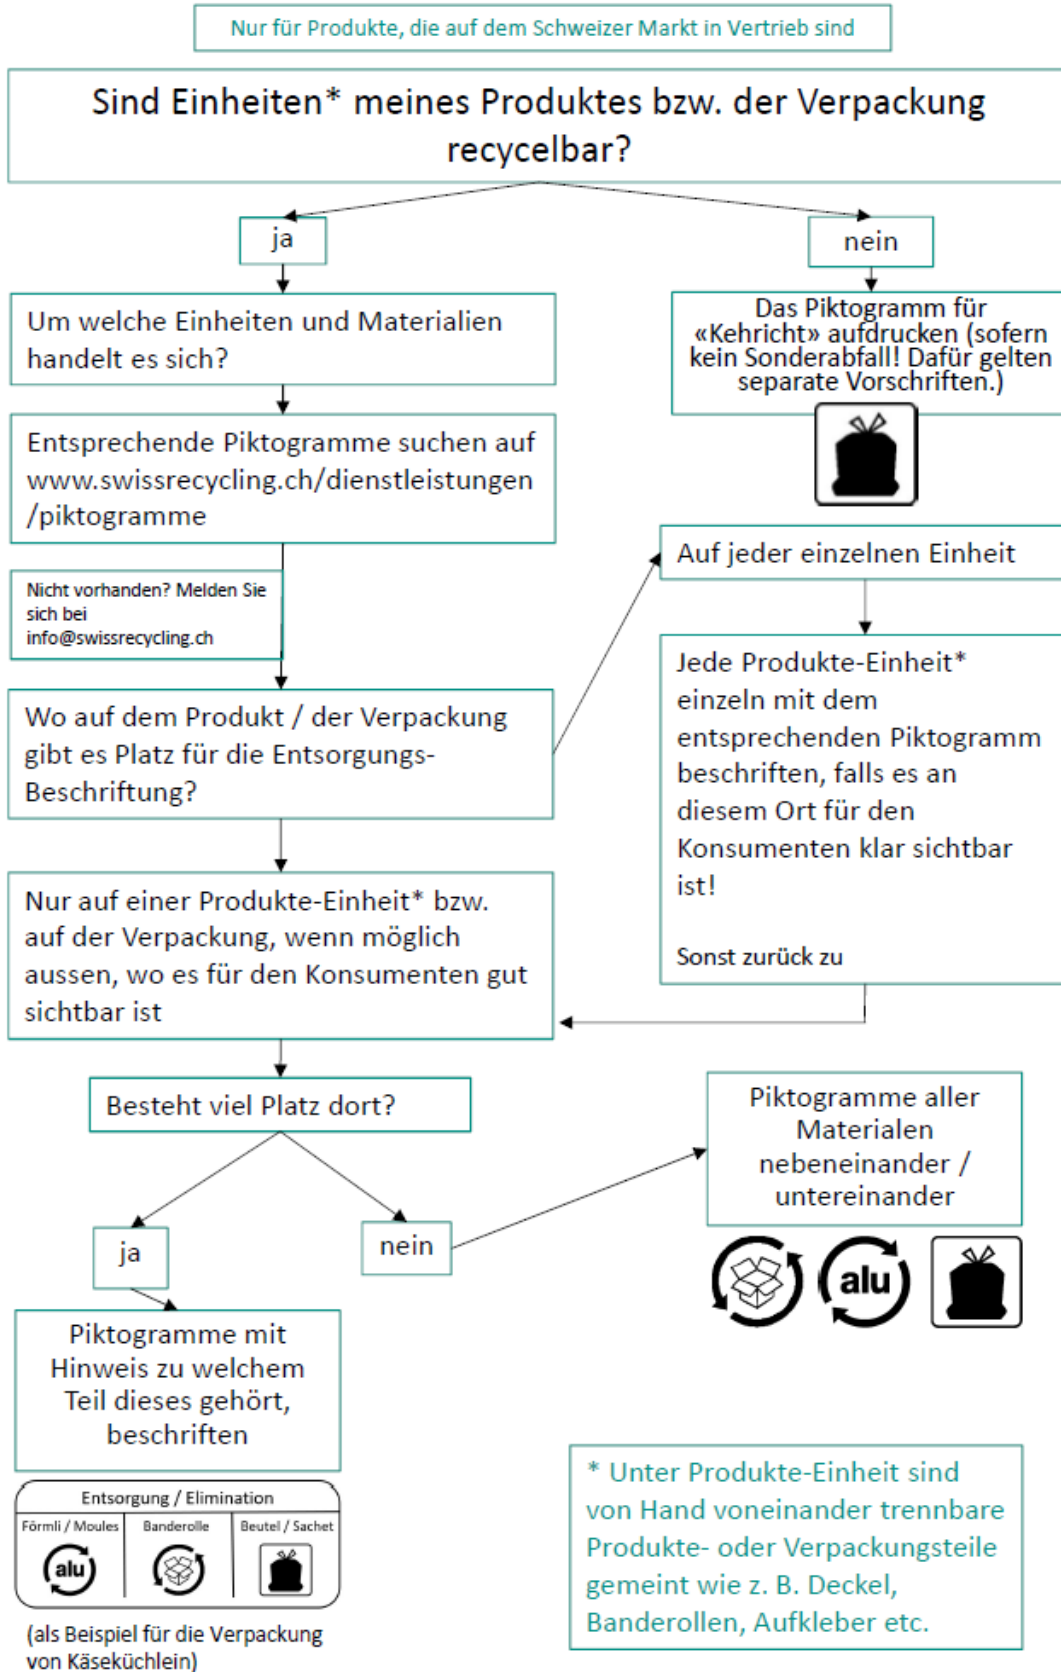 Nur für Produkte, die auf dem Schweizer Markt in Vertrieb sind
Sind Einheiten* meines Produktes bzw. der Verpackung
recycelbar?
ja
nein
Um welche Einheiten und Materialien
handelt es sich?
Das Piktogramm für
«Kehricht» aufdrucken (sofern
kein Sonderabfall! Dafür gelten
separate Vorschriften.)
Entsprechende Piktogramme suchen auf
www.swissrecycling.ch/dienstleistungen
/piktogramme
Nicht vorhanden? Melden Sie
sich bei
info@swissrecycling.ch
Auf jeder einzelnen Einheit
Wo auf dem Produkt / der Verpackung
gibt es Platz für die Entsorgungs-
Beschriftung?
Jede Produkte-Einheit*
einzeln mit dem
entsprechenden Piktogramm
beschriften, falls es an
diesem Ort für den
Konsumenten klar sichtbar
ist!
Sonst zurück zu
Nur auf einer Produkte-Einheit* bzw.
auf der Verpackung, wenn möglich
aussen, wo es für den Konsumenten gut
sichtbar ist
Besteht viel Platz dort?
ja
nein
Piktogramme aller
Materialen
nebeneinander /
untereinander
alu
Piktogramme mit
Hinweis zu welchem
Teil dieses gehört,
beschriften
Entsorgung / Elimination
Förmli / Moules
Banderolle
Beutel / Sachet
alu
(als Beispiel für die Verpackung
von Käseküchlein)
* Unter Produkte-Einheit sind
von Hand voneinander trennbare
Produkte- oder Verpackungsteile
gemeint wie z. B. Deckel,
Banderollen, Aufkleber etc.